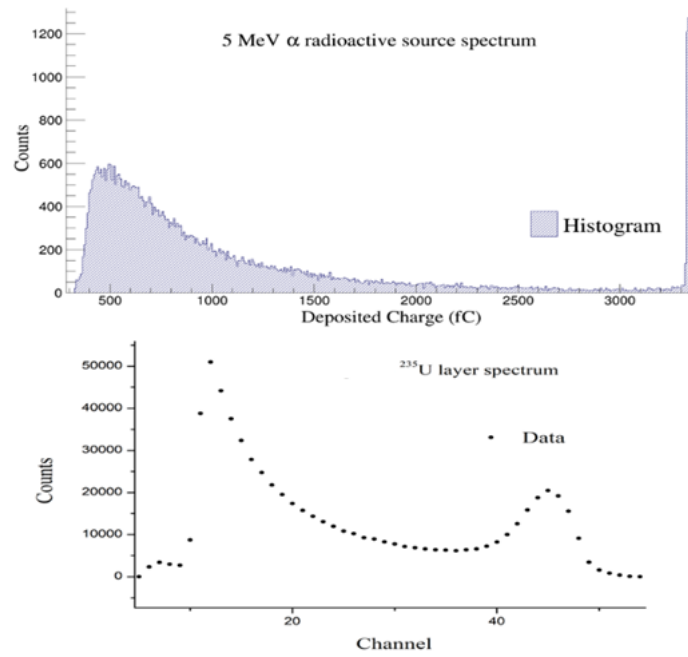 5 MeV α radioactive source spectrum
Counts
1200
1000
800
600
400
200
0
Histogram
500 1000 1500 2000 2500 3000
Deposited Charge (fC)
²³⁵U layer spectrum
Counts
50000
40000
30000
20000
10000
0
Data
20 40
Channel